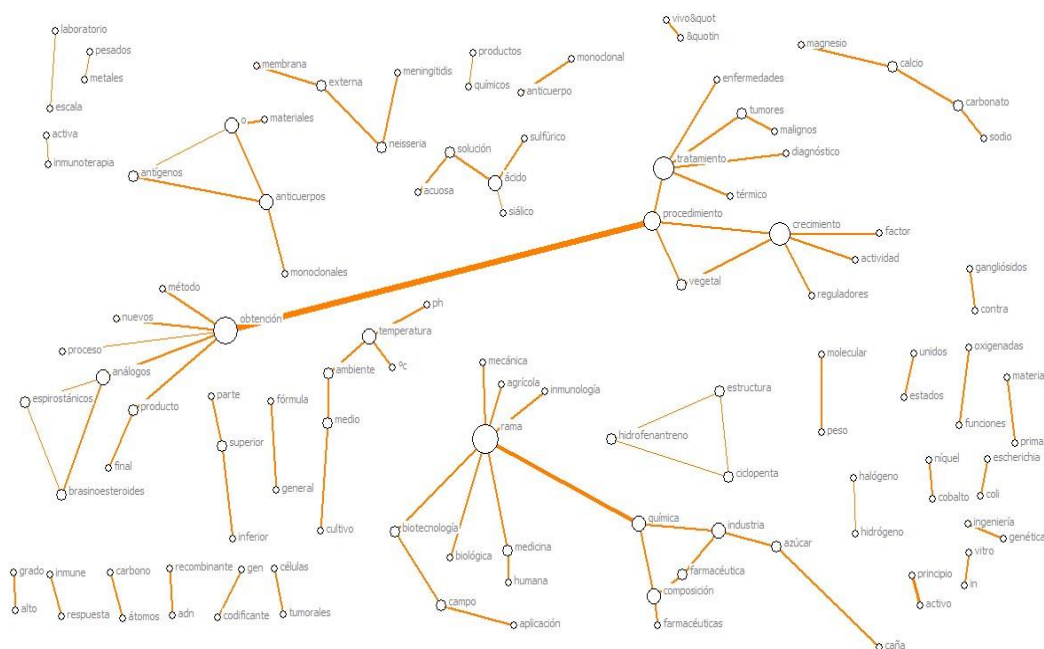 vivo&quot
laboratorio
&quotin
magnesio
pesados
productos
monoclonal
membrana
meningitidis
calcio
metales
externa
enfermedades
químicos
anticuerpo
escala
carbonato
tumores
o
materiales
activa
malignos
sulfúrico
sodio
neisseria
solución
diagnóstico
inmunoterapia
tratamiento
antígenos
ácido
acuosa
térmico
anticuerpos
siálico
procedimiento
crecimiento
factor
actividad
monoclonales
gangliósidos
vegetal
método
reguladores
ph
contra
nuevos
obtención
temperatura
proceso
molecular
unidos
oxigenadas
mecánica
ºc
análogos
ambiente
agrícola
inmunología
estructura
materia
parte
fórmula
estados
espirostánicos
producto
medio
rama
funciones
peso
hidrofenantreno
prima
superior
níquel
escherichia
final
ciclopenta
halógeno
general
brasinoesteroides
cobalto
coli
biotecnología
química
industria
ingeniería
cultivo
hidrógeno
inferior
azúcar
genética
biológica
medicina
vitro
grado
inmune
carbono
recombinante
gen
células
farmacéutica
principio
humana
in
composición
campo
activo
alto
respuesta
átomos
adn
codificante
tumorales
aplicación
farmacéuticas
caña